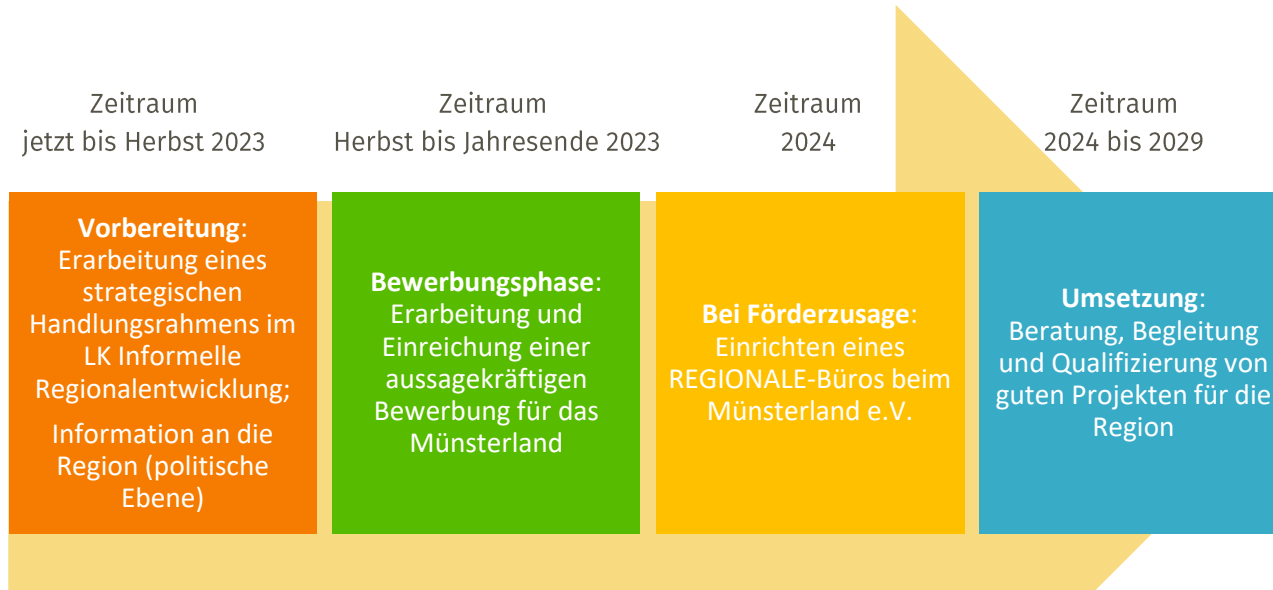 Zeitraum
jetzt bis Herbst 2023
Vorbereitung:
Erarbeitung eines
strategischen
Handlungsrahmens im
LK Informelle
Regionalentwicklung;
Information an die
Region (politische
Ebene)
Zeitraum
Herbst bis Jahresende 2023
Bewerbungsphase:
Erarbeitung und
Einreichung einer
aussagekräftigen
Bewerbung für das
Münsterland
Zeitraum
2024
Bei Förderzusage:
Einrichten eines
REGIONALE-Büros beim
Münsterland e.V.
Zeitraum
2024 bis 2029
Umsetzung:
Beratung, Begleitung
und Qualifizierung von
guten Projekten für die
Region